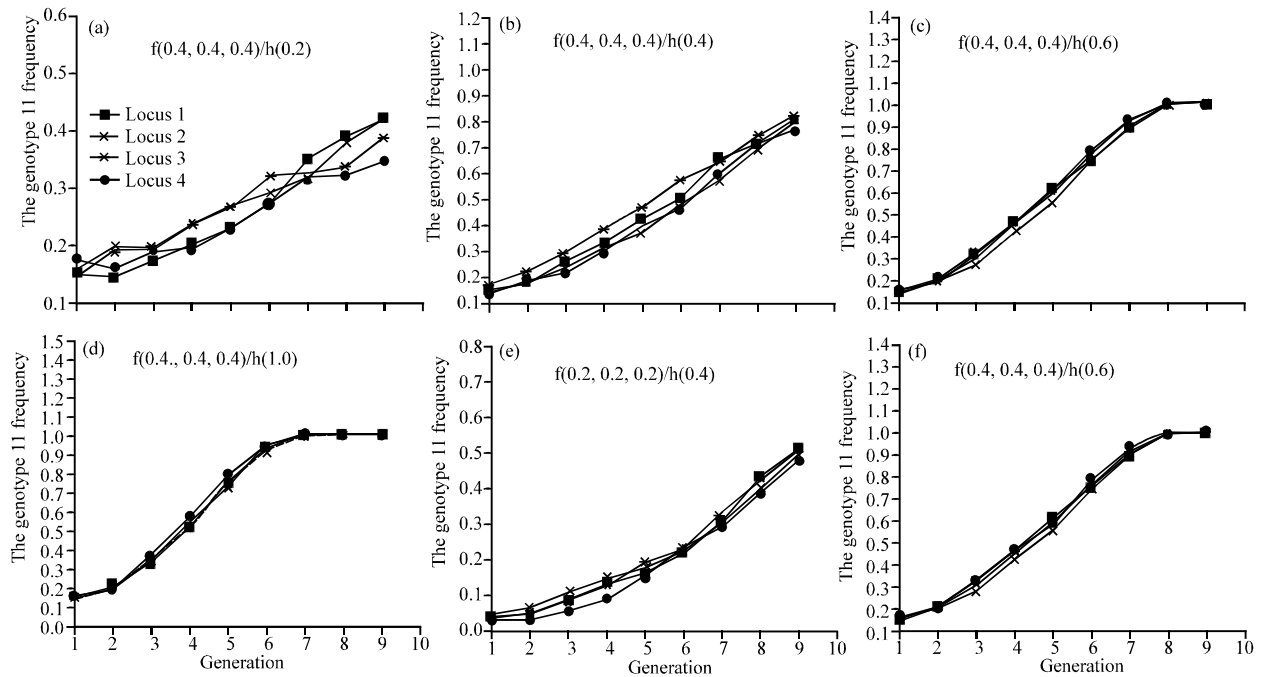 (a)
f(0.4, 0.4, 0.4)/h(0.2)
The genotype 11 frequency
0.6
0.5
0.4
0.3
0.2
0.1
Locus 1
Locus 2
Locus 3
Locus 4
(b)
f(0.4, 0.4, 0.4)/h(0.4)
The genotype 11 frequency
1.2
1.1
1.0
0.9
0.8
0.7
0.6
0.5
0.4
0.3
0.2
0.1
(c)
f(0.4, 0.4, 0.4)/h(0.6)
The genotype 11 frequency
1.4
1.3
1.1
1.0
0.9
0.8
0.7
0.6
0.5
0.4
0.3
0.2
0.1
(d)
f(0.4., 0.4, 0.4)/h(1.0)
The genotype 11 frequency
1.5
1.4
1.3
1.2
1.1
1.0
0.9
0.8
0.7
0.6
0.5
0.4
0.3
0.2
0.1
0.0
1 2 3 4 5 6 7 8 9 10
Generation
(e)
f(0.2, 0.2, 0.2)/h(0.4)
The genotype 11 frequency
0.8
0.7
0.6
0.5
0.4
0.3
0.2
0.1
0.0
1 2 3 4 5 6 7 8 9 10
Generation
(f)
f(0.4, 0.4, 0.4)/h(0.6)
The genotype 11 frequency
1.4
1.3
1.1
1.0
0.9
0.8
0.7
0.6
0.5
0.4
0.3
0.2
0.1
1 2 3 4 5 6 7 8 9 10
Generation